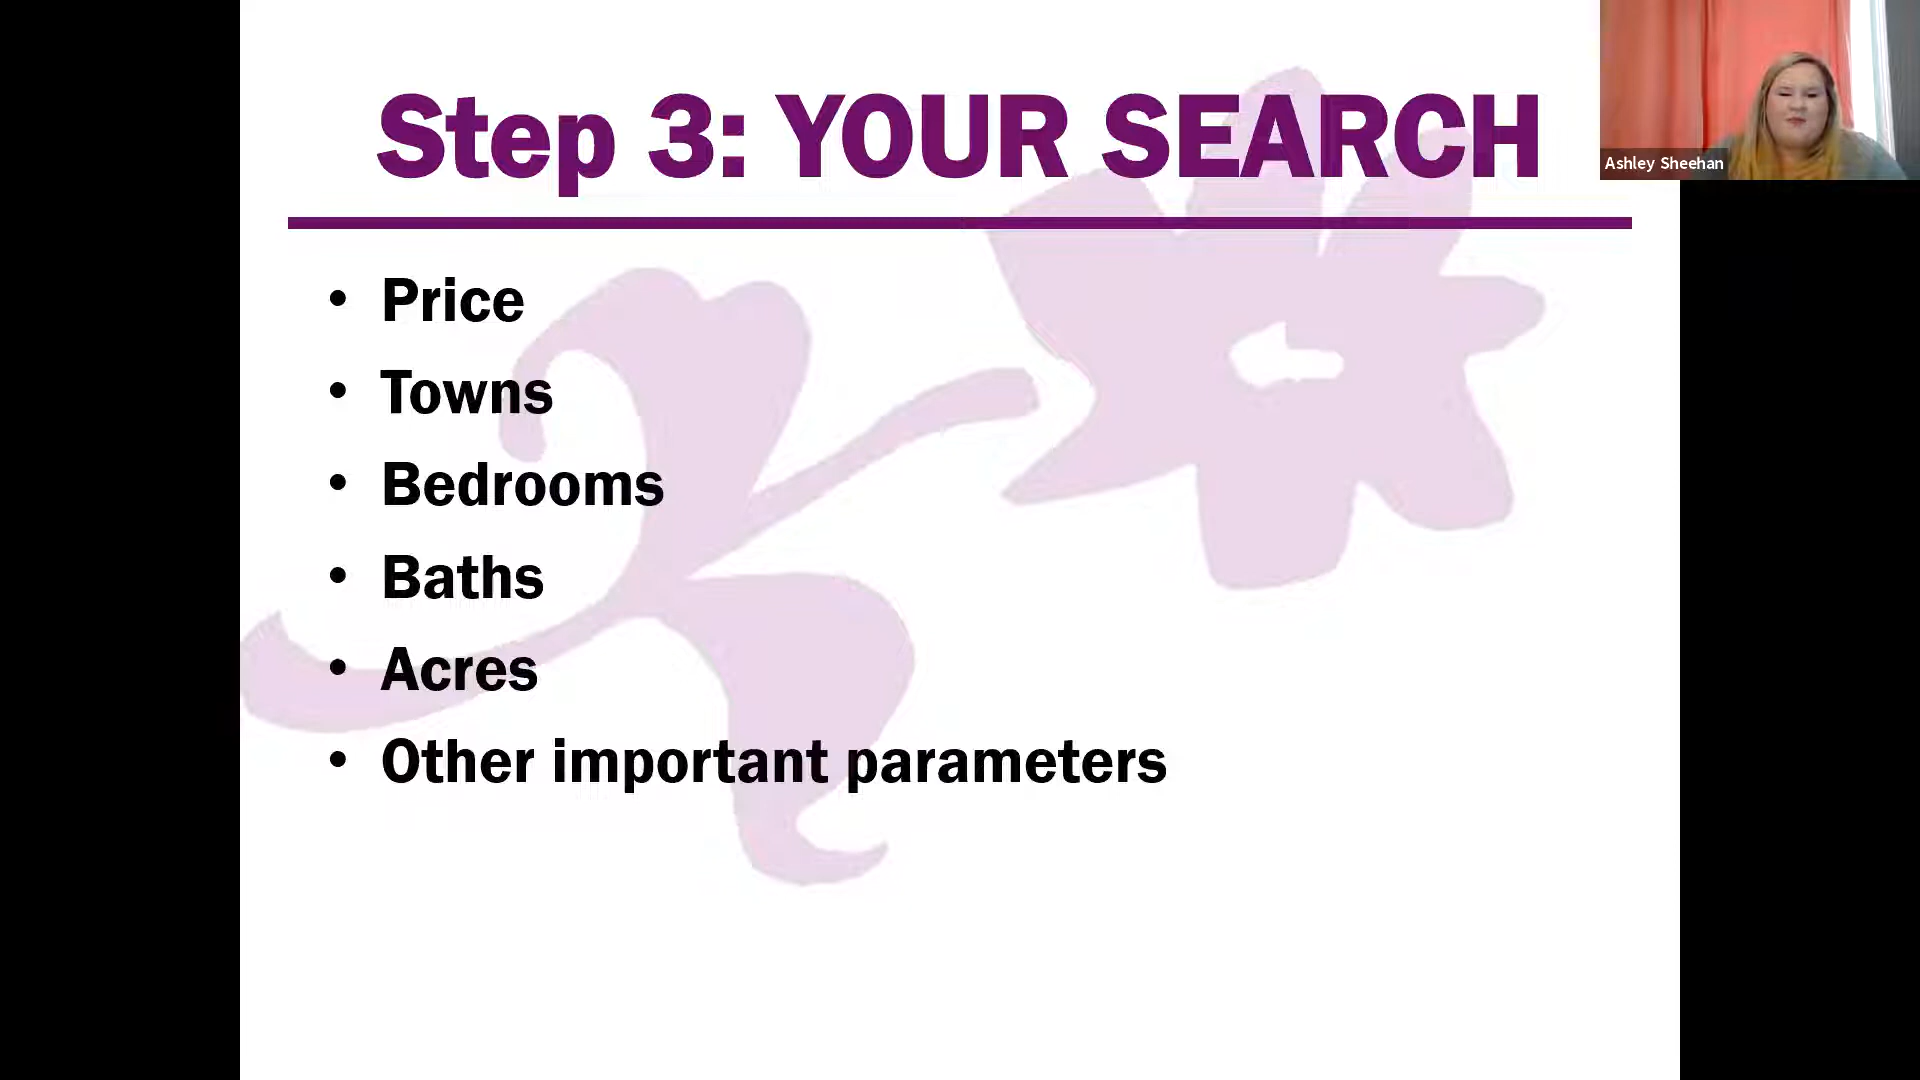 Step 3: YOUR SEARCH
Ashley Sheehan
• Price
• Towns
• Bedrooms
• Baths
• Acres
• Other important parameters